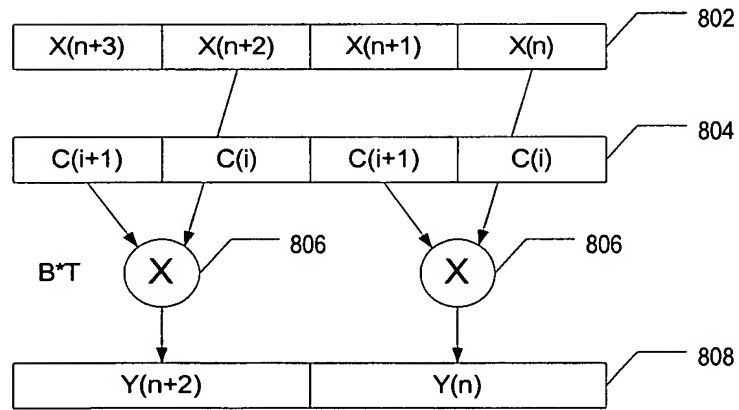 802
X(n+3) X(n+2) X(n+1) X(n)
804
C(i+1) C(i) C(i+1) C(i)
806 806
B*T X X
808
Y(n+2) Y(n)